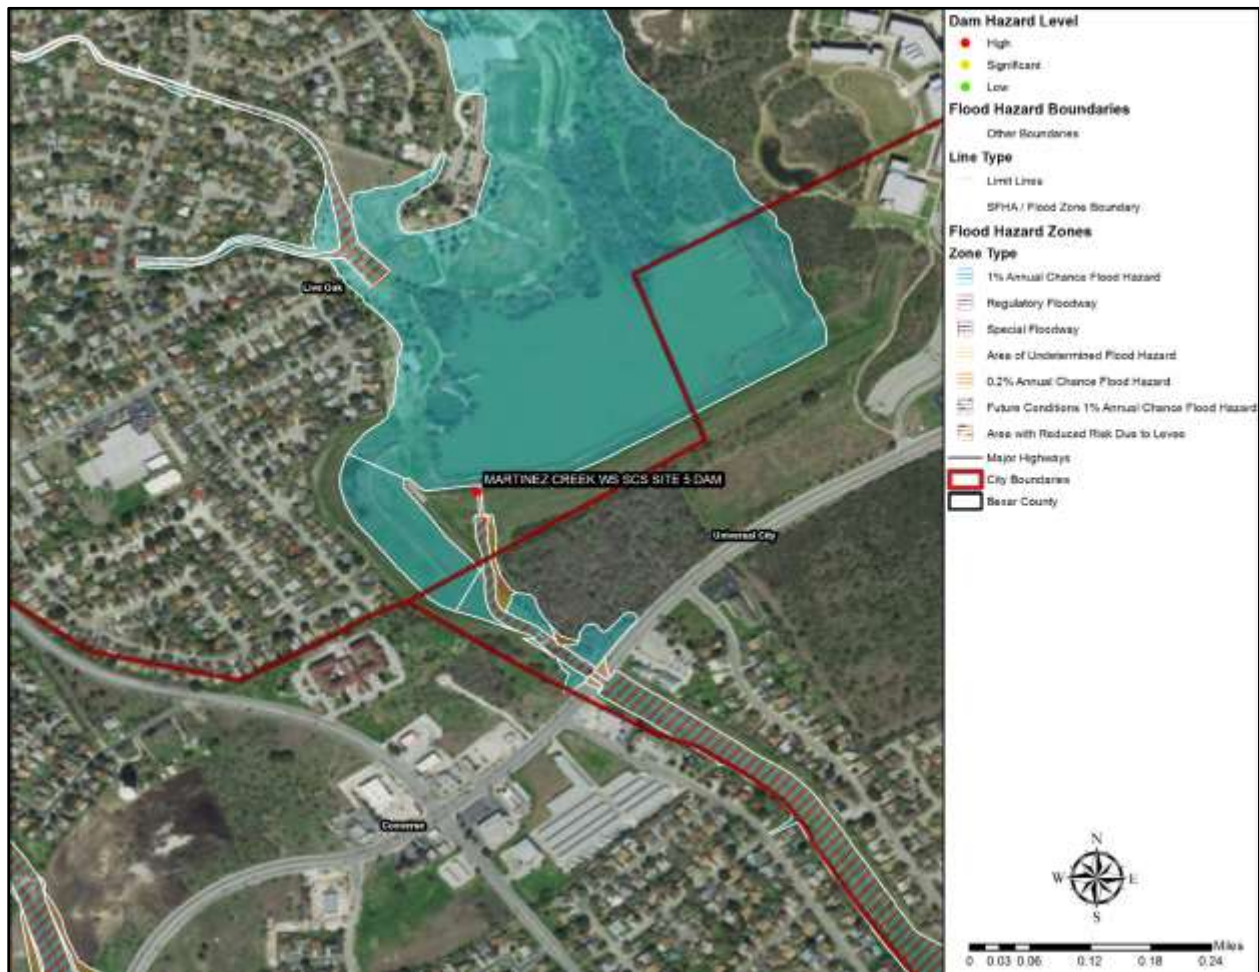 Dam Hazard Level
High
Significant
Low
Flood Hazard Boundaries
Other Boundaries
Line Type
Limit Lines
SFHA / Flood Zone Boundary
Flood Hazard Zones
Zone Type
1% Annual Chance Flood Hazard
Regulatory Floodway
Special Floodway
Area of Undetermined Flood Hazard
0.2% Annual Chance Flood Hazard
Future Conditions 1% Annual Chance Flood Hazard
Area with Reduced Risk Due to Levee
Major Highways
City Boundaries
Bexar County
Live Oak
MARTINEZ CREEK WS SCS SITE 5 DAM
Universal City
Converse
N
W E
S
Miles
0 0.03 0.06 0.12 0.18 0.24